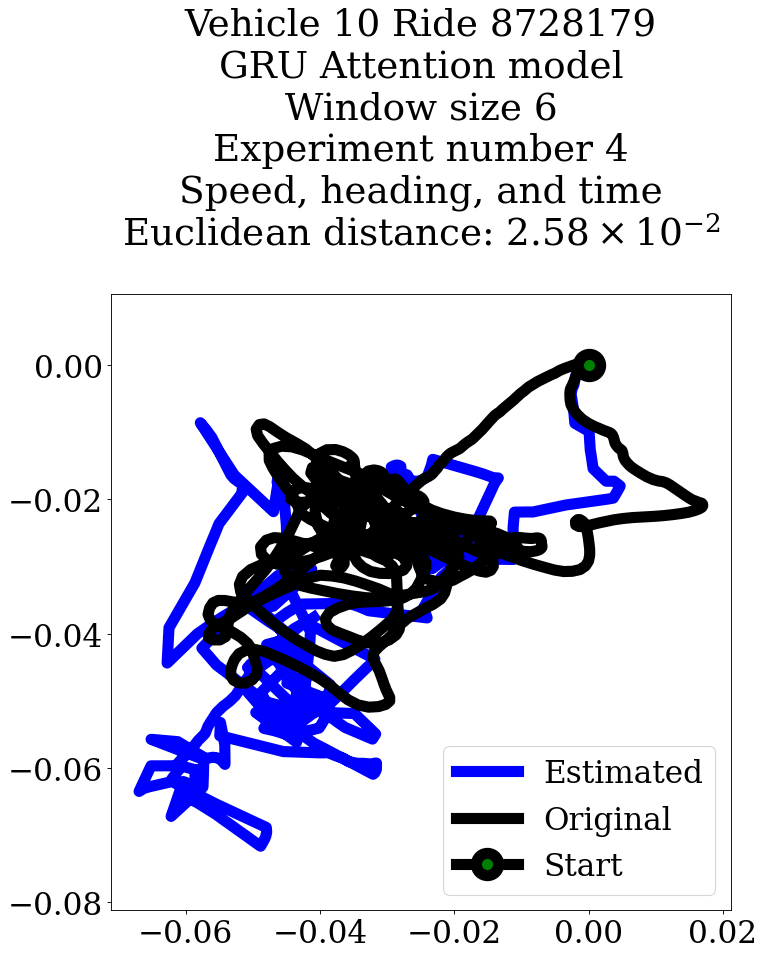 Vehicle 10 Ride 8728179
GRU Attention model
Window size 6
Experiment number 4
Speed, heading, and time
Euclidean distance: 2.58 × 10⁻²
0.00
−0.02
−0.04
−0.06
−0.08
Estimated
Original
Start
−0.06 −0.04 −0.02 0.00 0.02